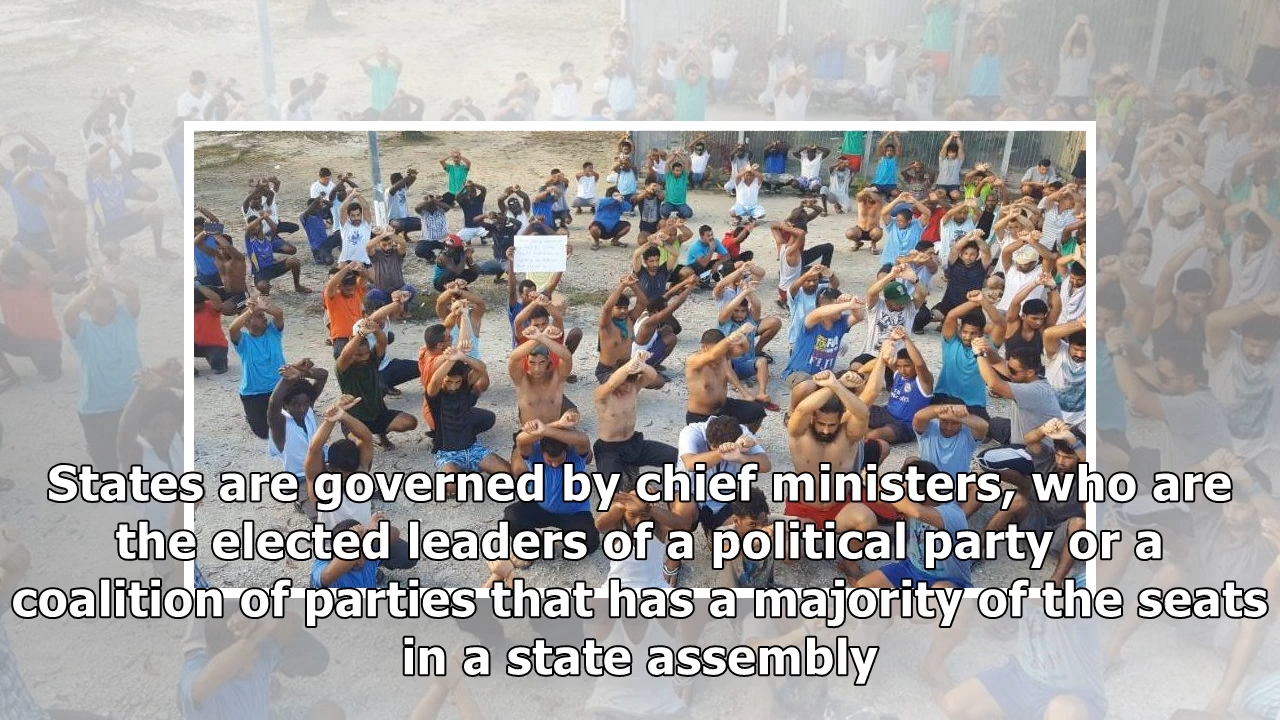 States are governed by chief ministers, who are
the elected leaders of a political party or a
coalition of parties that has a majority of the seats
in a state assembly